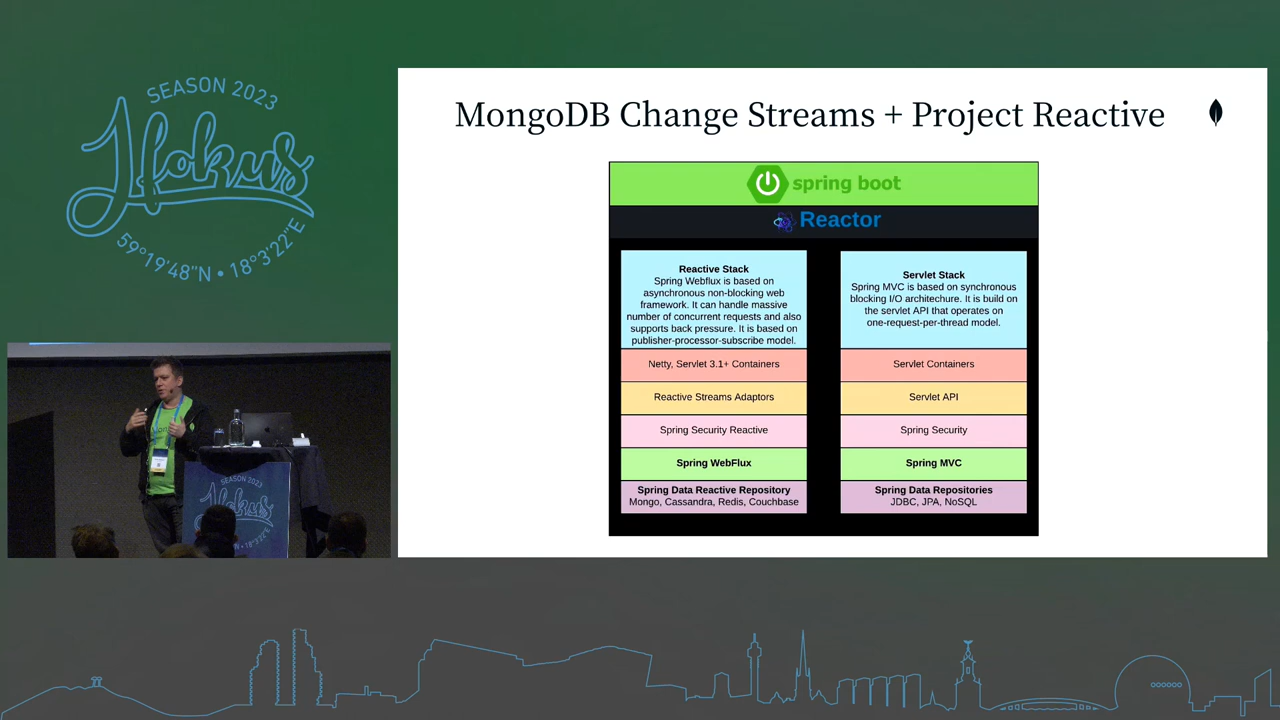 SEASON 2023
Jfokus
59°19'48"N • 18°3'22"E
MongoDB Change Streams + Project Reactive
spring boot
Reactor
Reactive Stack
Spring Webflux is based on
asynchronous non-blocking web
framework. It can handle massive
number of concurrent requests and also
supports back pressure. It is based on
publisher-processor-subscribe model.
Netty, Servlet 3.1+ Containers
Reactive Streams Adaptors
Spring Security Reactive
Spring WebFlux
Spring Data Reactive Repository
Mongo, Cassandra, Redis, Couchbase
Servlet Stack
Spring MVC is based on synchronous
blocking I/O architechure. It is build on
the servlet API that operates on
one-request-per-thread model.
Servlet Containers
Servlet API
Spring Security
Spring MVC
Spring Data Repositories
JDBC, JPA, NoSQL
SEASON 2023
Jfokus